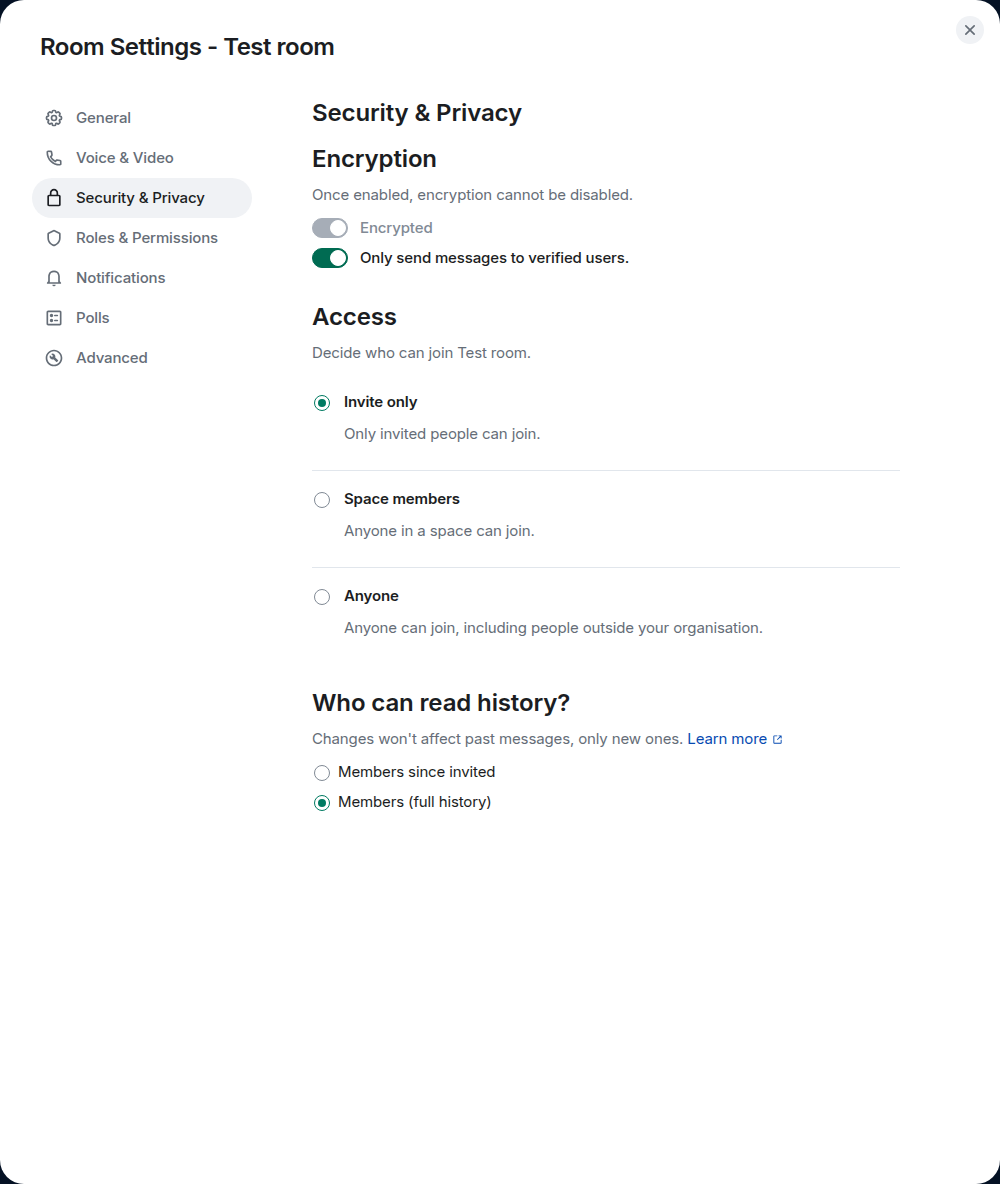 Room Settings - Test room
General
Voice & Video
Security & Privacy
Roles & Permissions
Notifications
Polls
Advanced
Security & Privacy
Encryption
Once enabled, encryption cannot be disabled.
Encrypted
Only send messages to verified users.
Access
Decide who can join Test room.
Invite only
Only invited people can join.
Space members
Anyone in a space can join.
Anyone
Anyone can join, including people outside your organisation.
Who can read history?
Changes won't affect past messages, only new ones. Learn more
Members since invited
Members (full history)